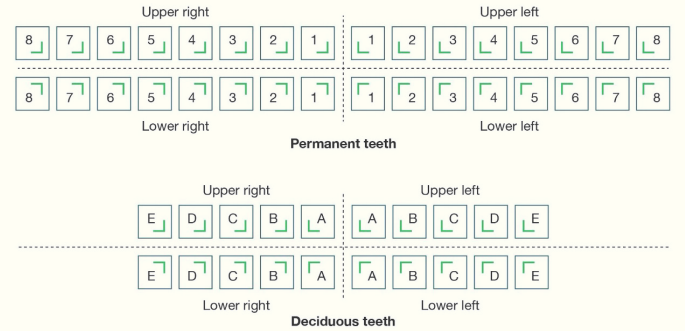 Upper right Upper left
8 7 6 5 4 3 2 1 1 2 3 4 5 6 7 8
8 7 6 5 4 3 2 1 1 2 3 4 5 6 7 8
Lower right Lower left
Permanent teeth
Upper right Upper left
E D C B A A B C D E
E D C B A A B C D E
Lower right Lower left
Deciduous teeth